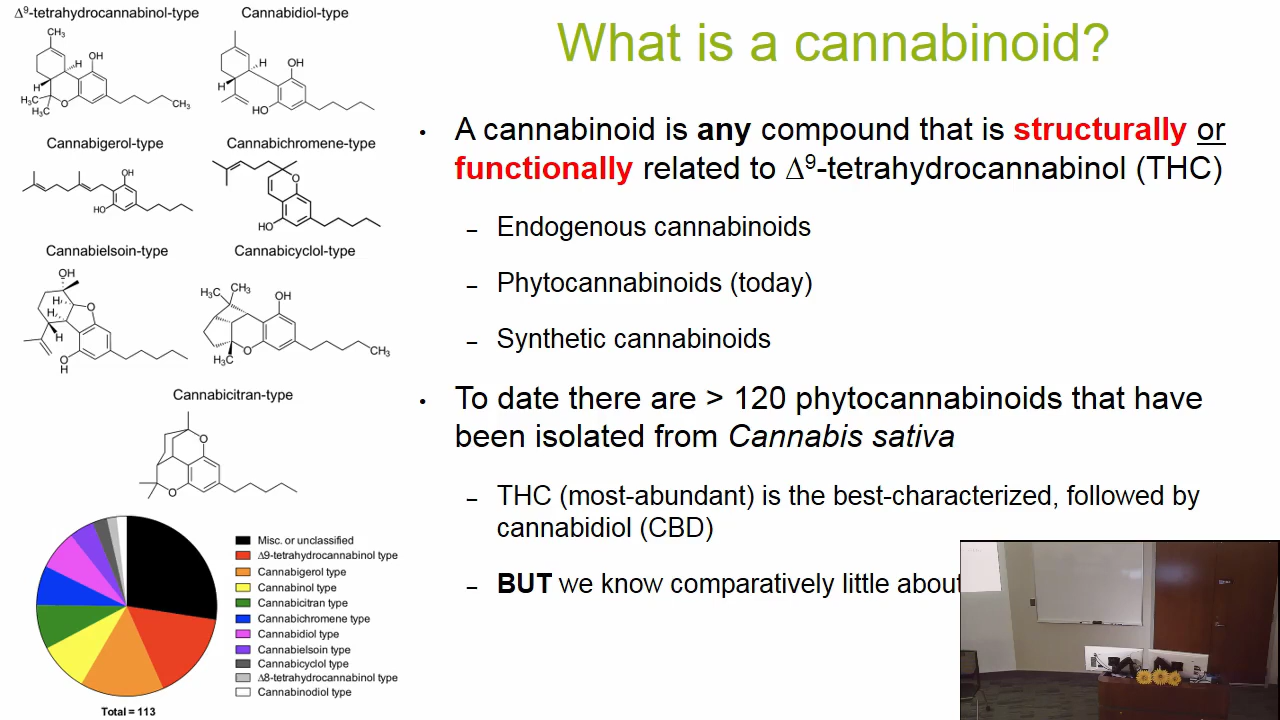 What is a cannabinoid?
• A cannabinoid is any compound that is structurally or
functionally related to Δ⁹-tetrahydrocannabinol (THC)
– Endogenous cannabinoids
– Phytocannabinoids (today)
– Synthetic cannabinoids
• To date there are > 120 phytocannabinoids that have
been isolated from Cannabis sativa
– THC (most-abundant) is the best-characterized, followed by
cannabidiol (CBD)
– BUT we know comparatively little about
Δ⁹-tetrahydrocannabinol-type
CH₃
OH
H
H
H₃C
H₃C
O
CH₃
Cannabidiol-type
H
OH
H
HO
Cannabigerol-type
OH
HO
Cannabichromene-type
O
HO
Cannabielsoin-type
OH
H
O
H
H
O
H
Cannabicyclol-type
H₃C
CH₃
OH
O
H₃C
CH₃
Cannabicitran-type
O
O
Misc. or unclassified
Δ9-tetrahydrocannabinol type
Cannabigerol type
Cannabinol type
Cannabicitran type
Cannabichromene type
Cannabidiol type
Cannabielsoin type
Cannabicyclol type
Δ8-tetrahydrocannabinol type
Cannabinodiol type
Total = 113